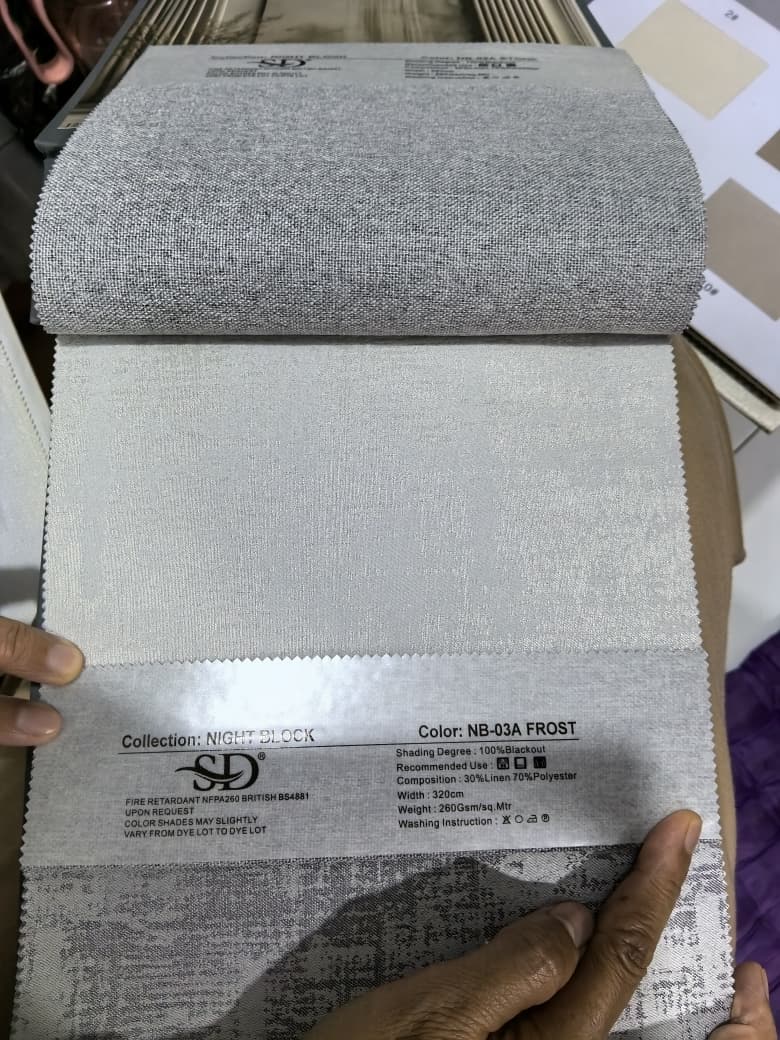 2#
Collection: NIGHT BLOCK
Color: NB-03A FROST
SD®
FIRE RETARDANT NFPA260 BRITISH BS4881
UPON REQUEST
COLOR SHADES MAY SLIGHTLY
VARY FROM DYE LOT TO DYE LOT
Shading Degree : 100%Blackout
Recommended Use :
Composition : 30%Linen 70%Polyester
Width : 320cm
Weight : 260Gsm/sq.Mtr
Washing Instruction :